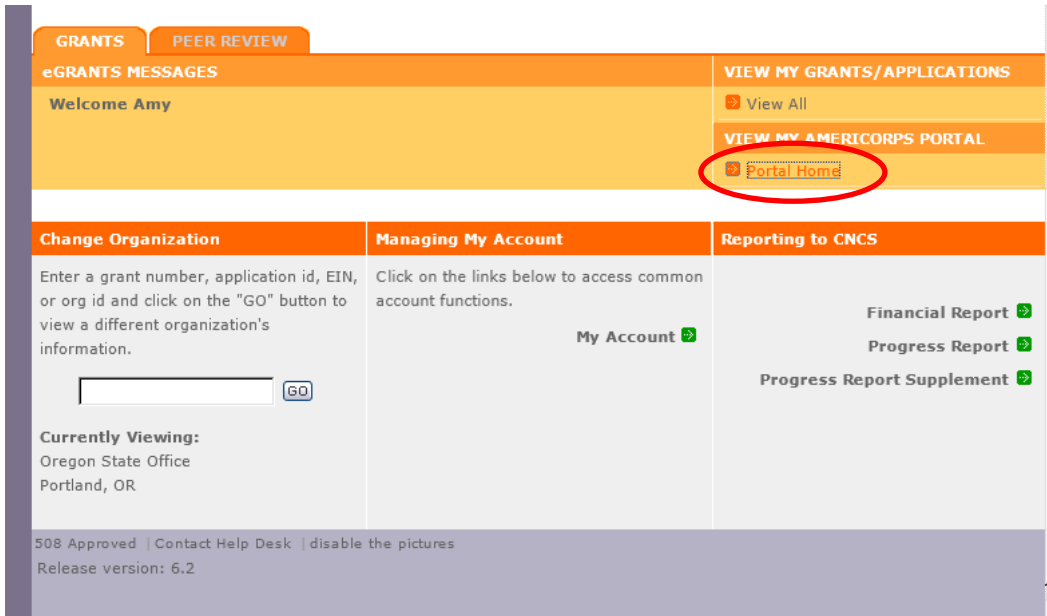 GRANTS PEER REVIEW
eGRANTS MESSAGES
Welcome Amy
VIEW MY GRANTS/APPLICATIONS
View All
VIEW MY AMERICORPS PORTAL
Portal Home
Change Organization
Enter a grant number, application id, EIN,
or org id and click on the "GO" button to
view a different organization's
information.
GO
Currently Viewing:
Oregon State Office
Portland, OR
Managing My Account
Click on the links below to access common
account functions.
My Account
Reporting to CNCS
Financial Report
Progress Report
Progress Report Supplement
508 Approved | Contact Help Desk | disable the pictures
Release version: 6.2